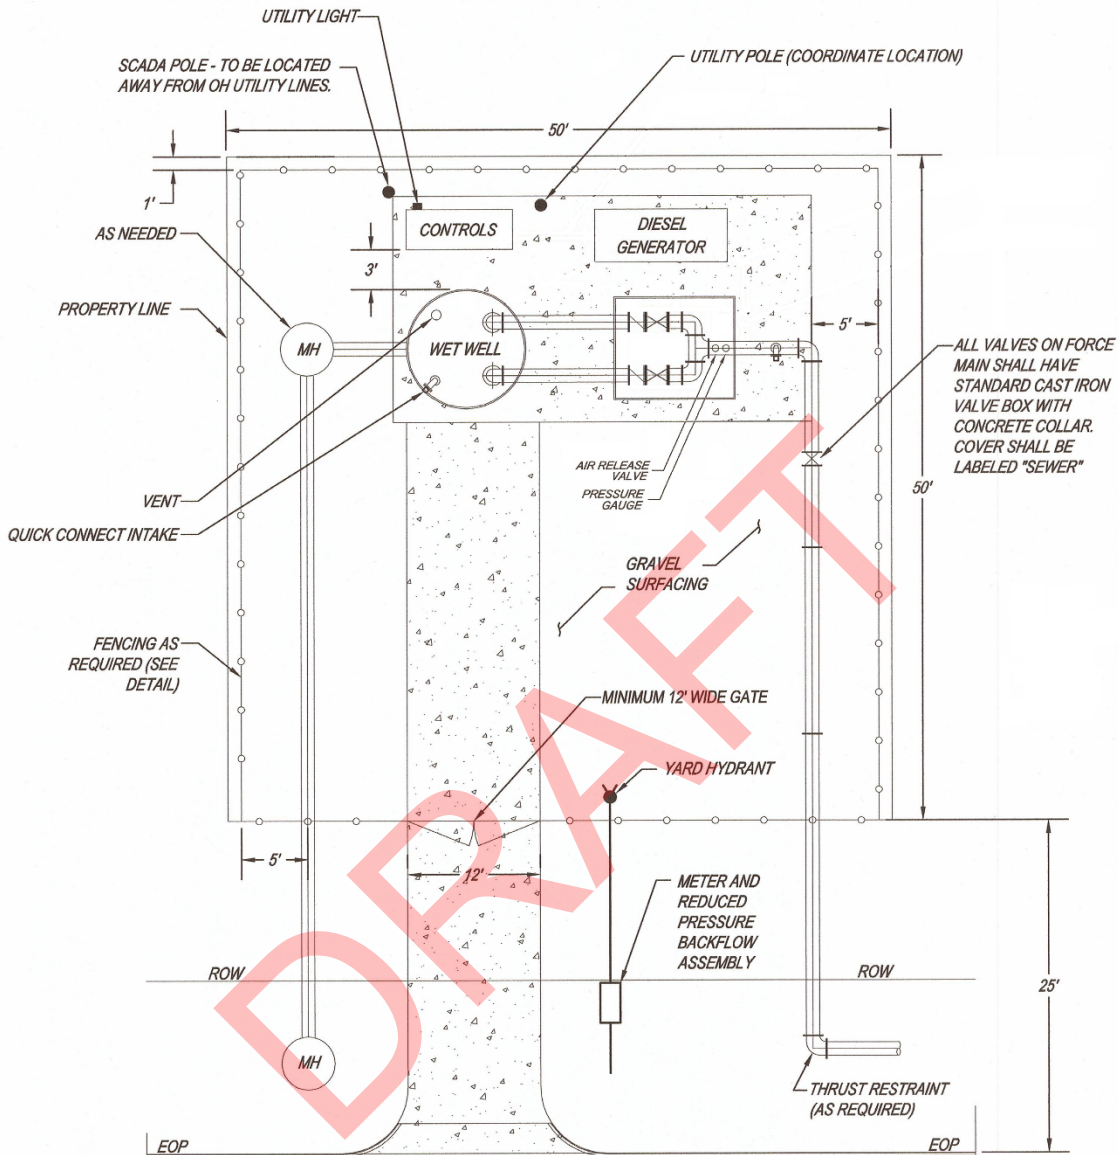 UTILITY LIGHT
SCADA POLE - TO BE LOCATED
AWAY FROM OH UTILITY LINES.
UTILITY POLE (COORDINATE LOCATION)
50'
1'
AS NEEDED
CONTROLS
DIESEL
GENERATOR
3'
PROPERTY LINE
5'
MH
WET WELL
ALL VALVES ON FORCE
MAIN SHALL HAVE
STANDARD CAST IRON
VALVE BOX WITH
CONCRETE COLLAR.
COVER SHALL BE
LABELED "SEWER"
AIR RELEASE
VALVE
PRESSURE
GAUGE
50'
VENT
QUICK CONNECT INTAKE
GRAVEL
SURFACING
FENCING AS
REQUIRED (SEE
DETAIL)
MINIMUM 12' WIDE GATE
YARD HYDRANT
5'
12'
METER AND
REDUCED
PRESSURE
BACKFLOW
ASSEMBLY
ROW
ROW
25'
MH
THRUST RESTRAINT
(AS REQUIRED)
EOP
EOP
DRAFT